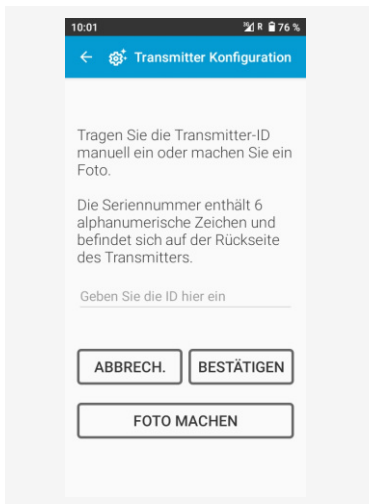 10:01 R 76 %
Transmitter Konfiguration
Tragen Sie die Transmitter-ID
manuell ein oder machen Sie ein
Foto.
Die Seriennummer enthält 6
alphanumerische Zeichen und
befindet sich auf der Rückseite
des Transmitters.
Geben Sie die ID hier ein
ABBRECH. BESTÄTIGEN
FOTO MACHEN